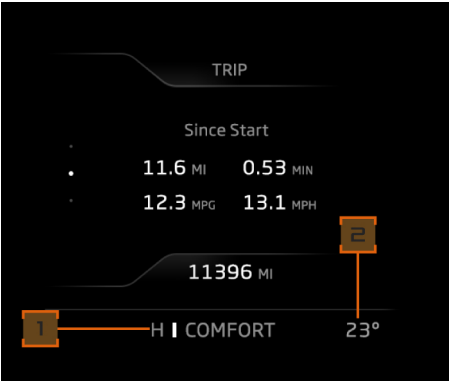 TRIP
Since Start
11.6 MI 0.53 MIN
12.3 MPG 13.1 MPH
2
11396 MI
1 H COMFORT 23°